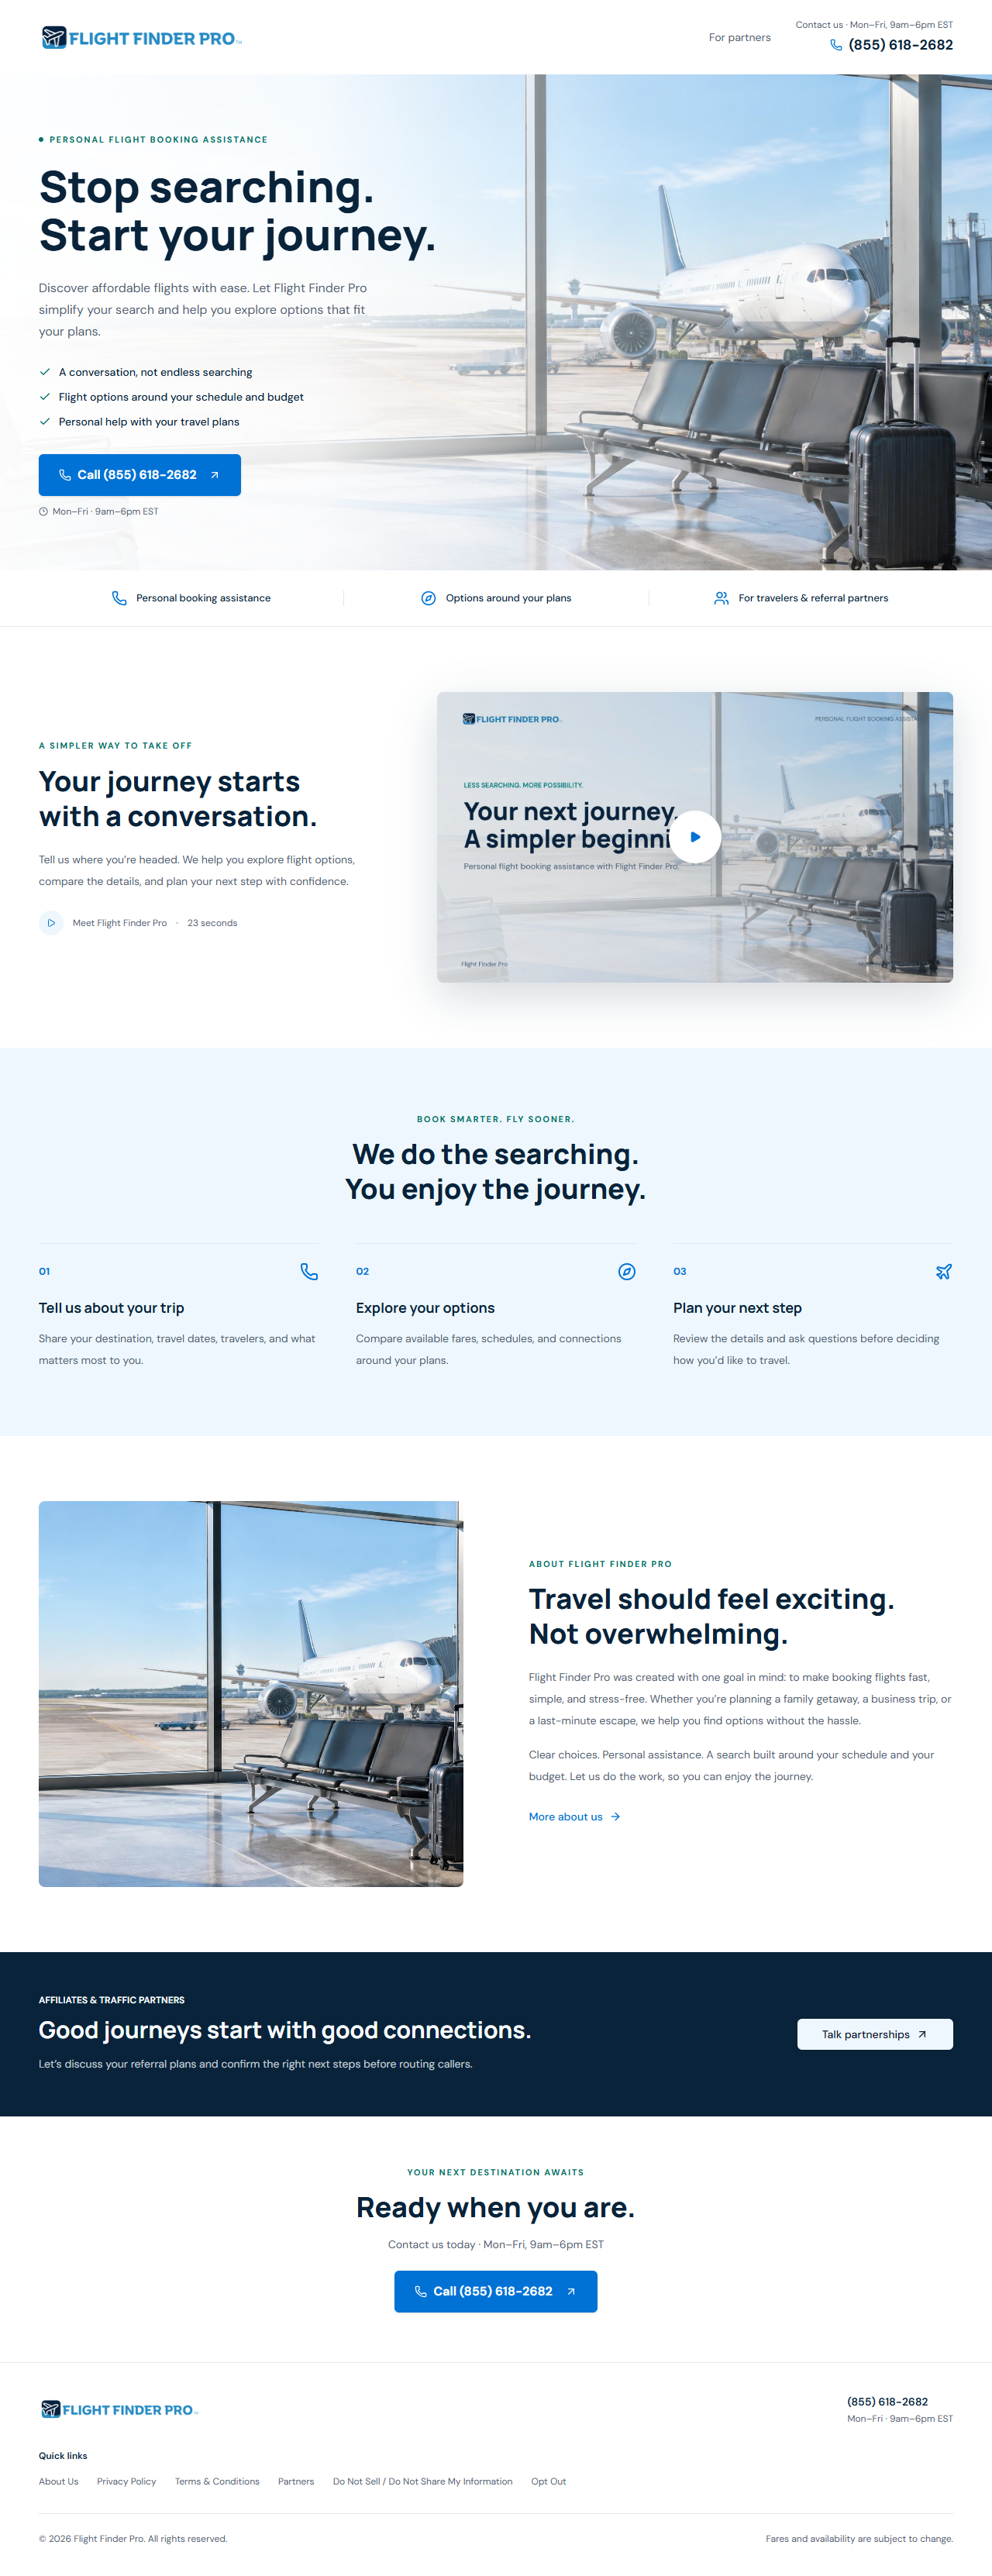 FLIGHT FINDER PRO
For partners
Contact us · Mon–Fri, 9am–6pm EST
(855) 618-2682
PERSONAL FLIGHT BOOKING ASSISTANCE
Stop searching.
Start your journey.
Discover affordable flights with ease. Let Flight Finder Pro
simplify your search and help you explore options that fit
your plans.
A conversation, not endless searching
Flight options around your schedule and budget
Personal help with your travel plans
Call (855) 618-2682
Mon–Fri · 9am–6pm EST
Personal booking assistance
Options around your plans
For travelers & referral partners
A SIMPLER WAY TO TAKE OFF
Your journey starts
with a conversation.
Tell us where you're headed. We help you explore flight options,
compare the details, and plan your next step with confidence.
Meet Flight Finder Pro · 23 seconds
FLIGHT FINDER PRO
PERSONAL FLIGHT BOOKING
LESS SEARCHING. MORE POSSIBILITY.
Your next journey.
A simpler
Personal flight booking assistance with Flight Finder Pro.
Flight Finder Pro
BOOK SMARTER. FLY SOONER.
We do the searching.
You enjoy the journey.
01
Tell us about your trip
Share your destination, travel dates, travelers, and what
matters most to you.
02
Explore your options
Compare available fares, schedules, and connections
around your plans.
03
Plan your next step
Review the details and ask questions before deciding
how you'd like to travel.
ABOUT FLIGHT FINDER PRO
Travel should feel exciting.
Not overwhelming.
Flight Finder Pro was created with one goal in mind: to make booking flights fast,
simple, and stress-free. Whether you're planning a family getaway, a business trip, or
a last-minute escape, we help you find options without the hassle.
Clear choices. Personal assistance. A search built around your schedule and your
budget. Let us do the work, so you can enjoy the journey.
More about us
AFFILIATES & TRAFFIC PARTNERS
Good journeys start with good connections.
Let's discuss your referral plans and confirm the right next steps before routing callers.
Talk partnerships
YOUR NEXT DESTINATION AWAITS
Ready when you are.
Contact us today · Mon–Fri, 9am–6pm EST
Call (855) 618-2682
FLIGHT FINDER PRO
(855) 618-2682
Mon–Fri · 9am–6pm EST
Quick links
About Us Privacy Policy Terms & Conditions Partners Do Not Sell / Do Not Share My Information Opt Out
© 2026 Flight Finder Pro. All rights reserved.
Fares and availability are subject to change.